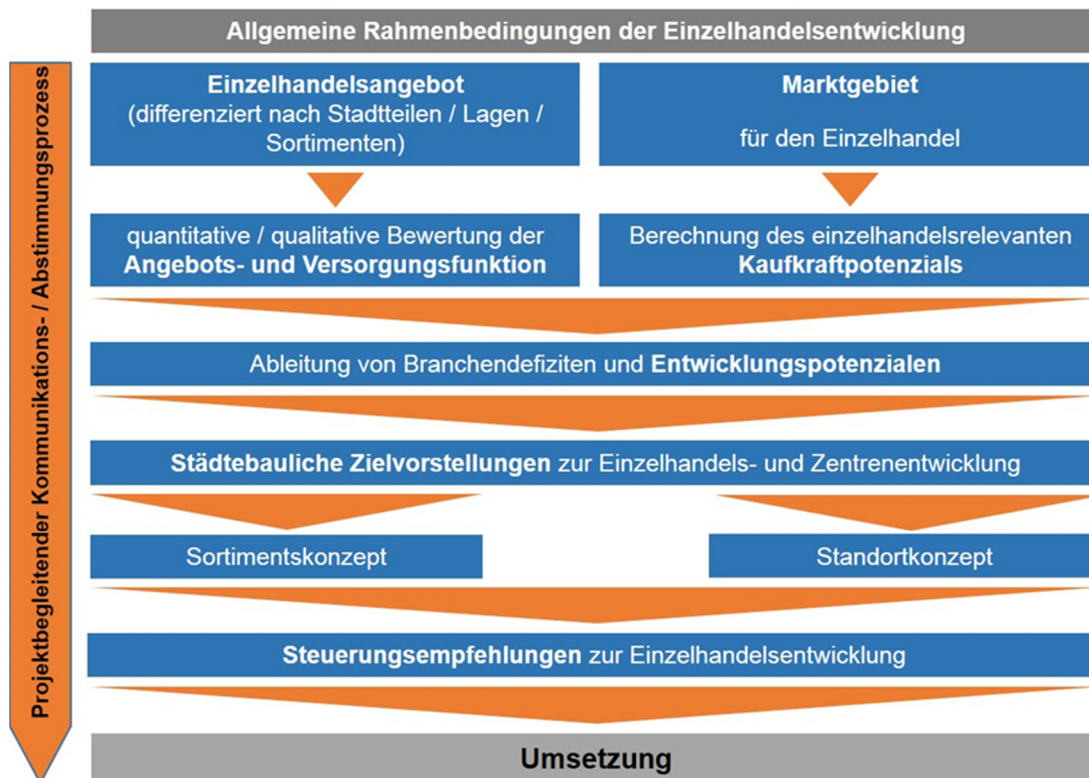 Allgemeine Rahmenbedingungen der Einzelhandelsentwicklung
Projektbegleitender Kommunikations- / Abstimmungsprozess
Einzelhandelsangebot
(differenziert nach Stadtteilen / Lagen /
Sortimenten)
Marktgebiet
für den Einzelhandel
quantitative / qualitative Bewertung der
Angebots- und Versorgungsfunktion
Berechnung des einzelhandelsrelevanten
Kaufkraftpotenzials
Ableitung von Branchendefiziten und Entwicklungspotenzialen
Städtebauliche Zielvorstellungen zur Einzelhandels- und Zentrenentwicklung
Sortimentskonzept
Standortkonzept
Steuerungsempfehlungen zur Einzelhandelsentwicklung
Umsetzung